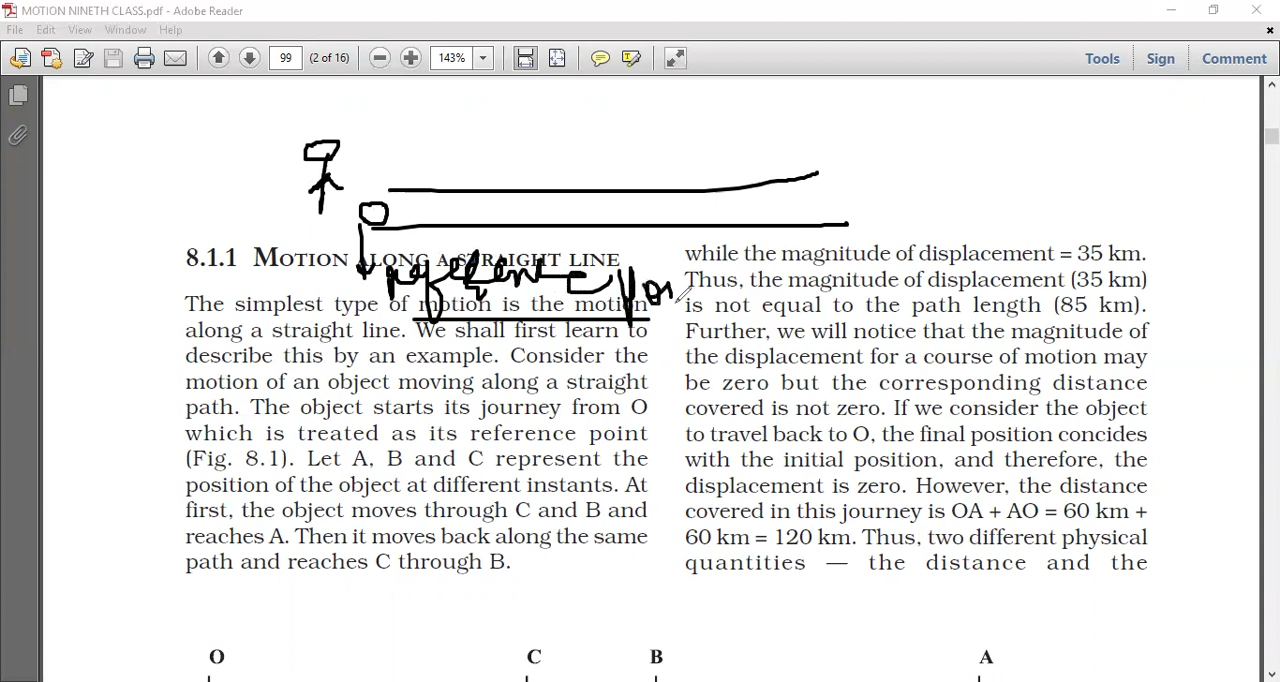 MOTION NINETH CLASS.pdf - Adobe Reader
File Edit View Window Help
99 (2 of 16) 143% Tools Sign Comment
O
reference poi
8.1.1 MOTION ALONG A STRAIGHT LINE
The simplest type of motion is the motion
along a straight line. We shall first learn to
describe this by an example. Consider the
motion of an object moving along a straight
path. The object starts its journey from O
which is treated as its reference point
(Fig. 8.1). Let A, B and C represent the
position of the object at different instants. At
first, the object moves through C and B and
reaches A. Then it moves back along the same
path and reaches C through B.
while the magnitude of displacement = 35 km.
Thus, the magnitude of displacement (35 km)
is not equal to the path length (85 km).
Further, we will notice that the magnitude of
the displacement for a course of motion may
be zero but the corresponding distance
covered is not zero. If we consider the object
to travel back to O, the final position concides
with the initial position, and therefore, the
displacement is zero. However, the distance
covered in this journey is OA + AO = 60 km +
60 km = 120 km. Thus, two different physical
quantities — the distance and the
O C B A